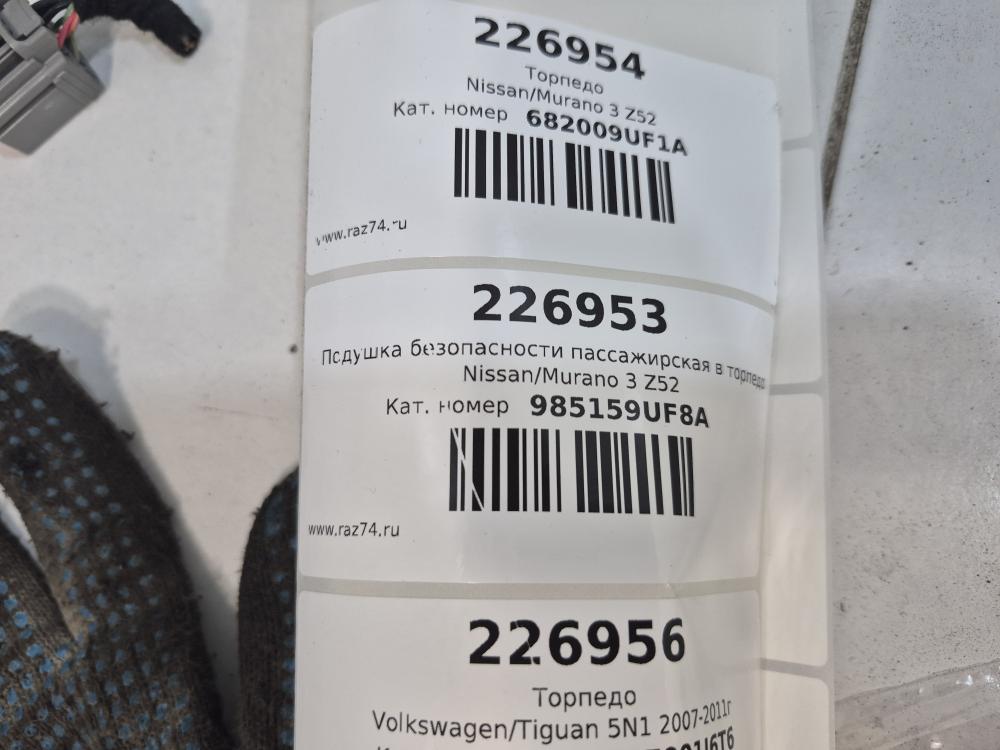 226954
Торпедо
Nissan/Murano 3 Z52
Кат. номер 682009UF1A
www.raz74.ru
226953
Подушка безопасности пассажирская в торпедо
Nissan/Murano 3 Z52
Кат. номер 985159UF8A
www.raz74.ru
226956
Торпедо
Volkswagen/Tiguan 5N1 2007-2011г